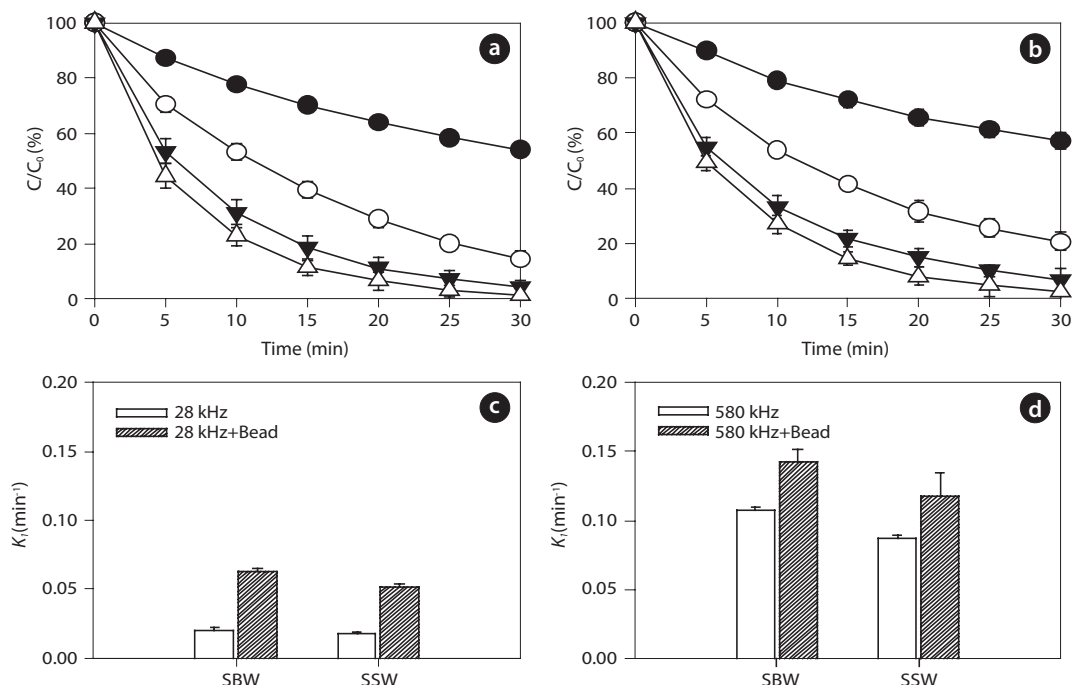 a
C/C₀ (%)
100
80
60
40
20
0
0 5 10 15 20 25 30
Time (min)
b
C/C₀ (%)
100
80
60
40
20
0
0 5 10 15 20 25 30
Time (min)
c
28 kHz
28 kHz+Bead
K₁(min⁻¹)
0.20
0.15
0.10
0.05
0.00
SBW SSW
d
580 kHz
580 kHz+Bead
K₁(min⁻¹)
0.20
0.15
0.10
0.05
0.00
SBW SSW